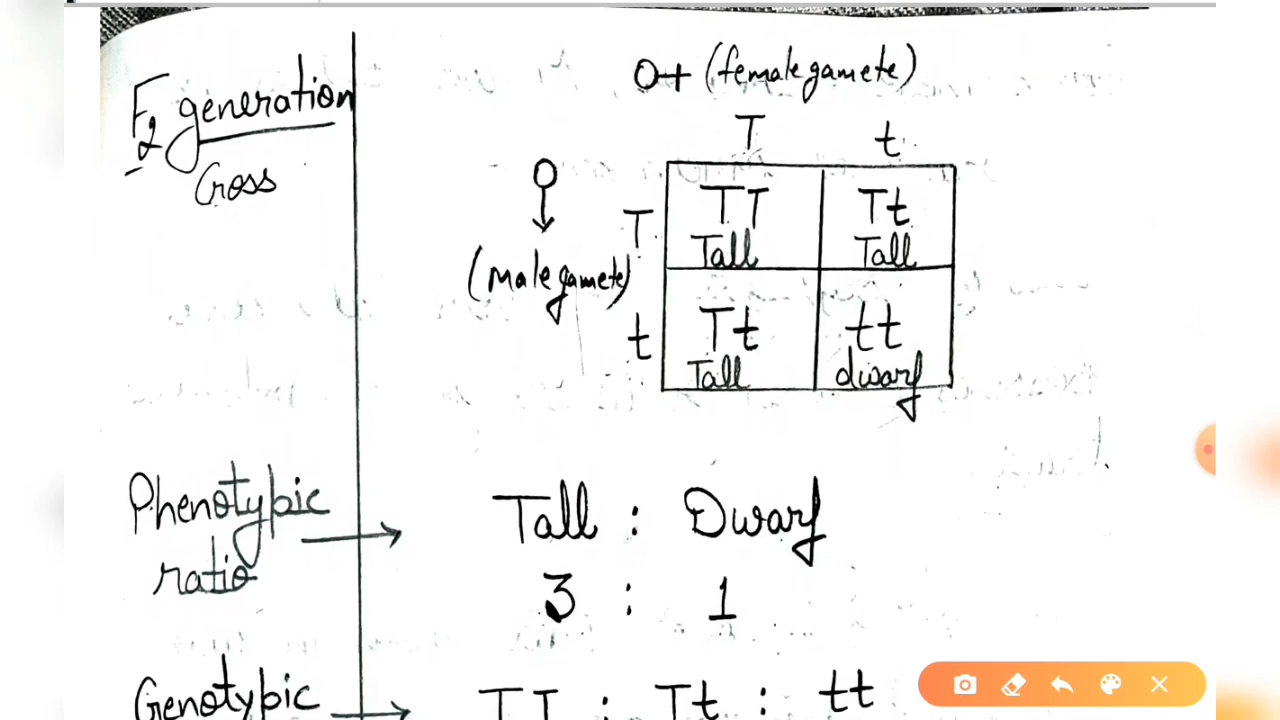 F2 generation
Cross
(female gamete)
T t
(male gamete)
T TT Tt
Tall Tall
t Tt tt
Tall dwarf
Phenotypic
ratio
Tall : Dwarf
3 : 1
Genotypic
TT : Tt : tt